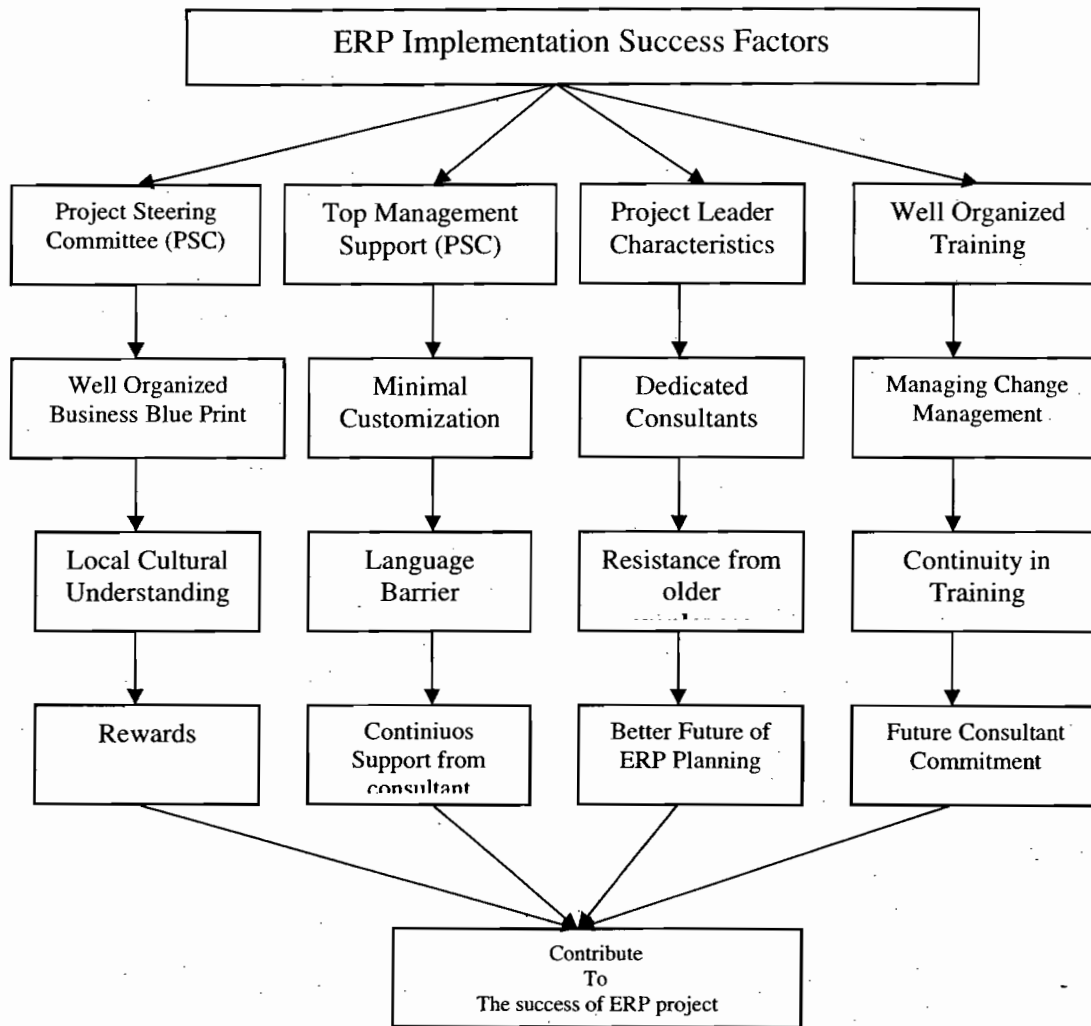 ERP Implementation Success Factors
Project Steering
Committee (PSC)
Top Management
Support (PSC)
Project Leader
Characteristics
Well Organized
Training
Well Organized
Business Blue Print
Minimal
Customization
Dedicated
Consultants
Managing Change
Management
Local Cultural
Understanding
Language
Barrier
Resistance from
older
Continuity in
Training
Rewards
Continiuos
Support from
consultant
Better Future of
ERP Planning
Future Consultant
Commitment
Contribute
To
The success of ERP project